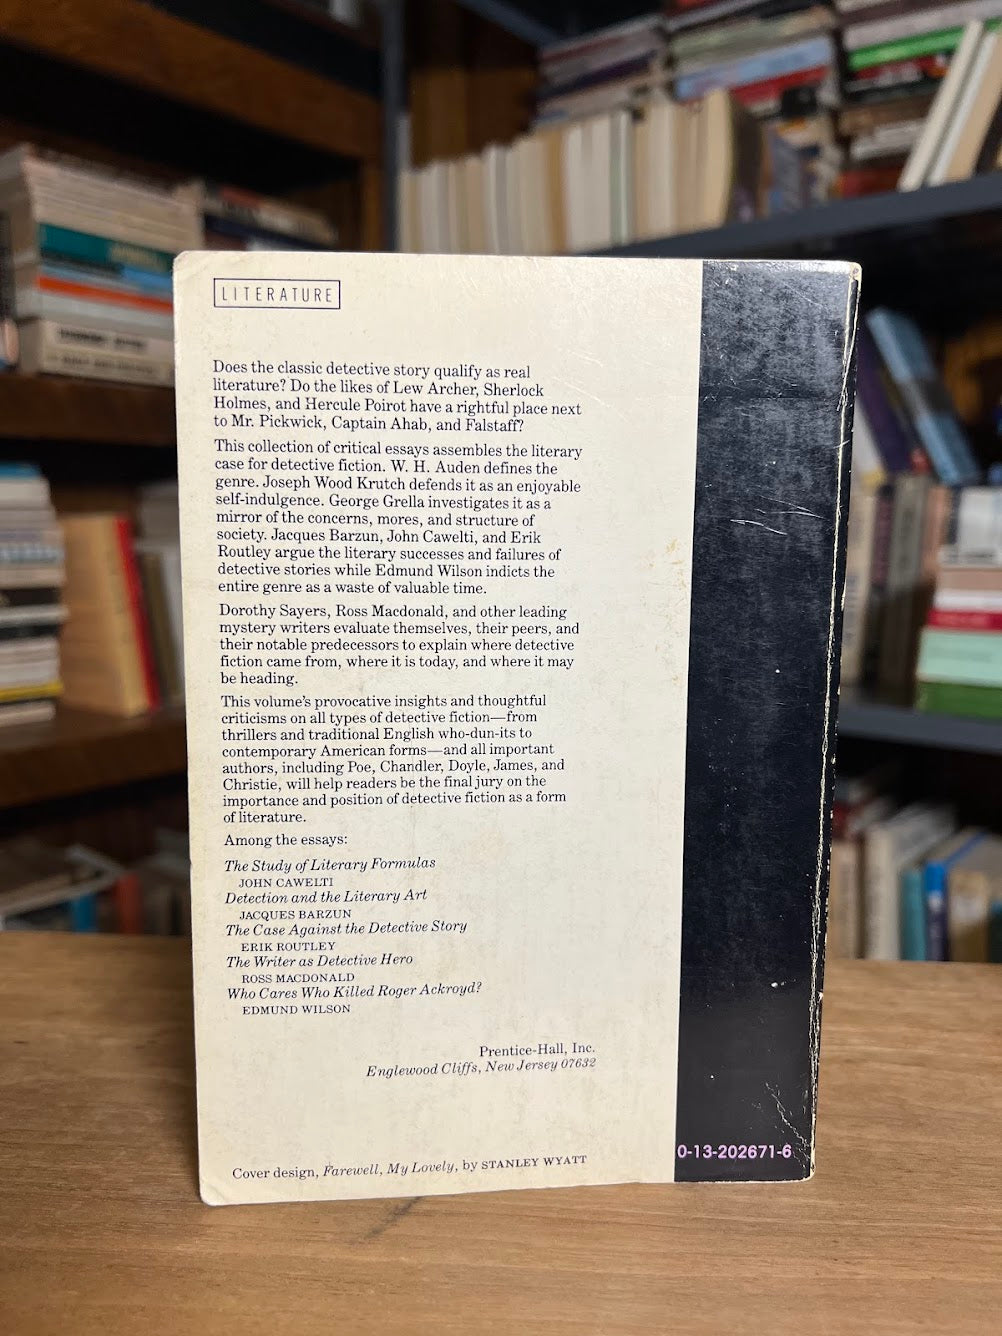 LITERATURE
Does the classic detective story qualify as real
literature? Do the likes of Lew Archer, Sherlock
Holmes, and Hercule Poirot have a rightful place next
to Mr. Pickwick, Captain Ahab, and Falstaff?
This collection of critical essays assembles the literary
case for detective fiction. W. H. Auden defines the
genre. Joseph Wood Krutch defends it as an enjoyable
self-indulgence. George Grella investigates it as a
mirror of the concerns, mores, and structure of
society. Jacques Barzun, John Cawelti, and Erik
Routley argue the literary successes and failures of
detective stories while Edmund Wilson indicts the
entire genre as a waste of valuable time.
Dorothy Sayers, Ross Macdonald, and other leading
mystery writers evaluate themselves, their peers, and
their notable predecessors to explain where detective
fiction came from, where it is today, and where it may
be heading.
This volume's provocative insights and thoughtful
criticisms on all types of detective fiction—from
thrillers and traditional English who-dun-its to
contemporary American forms—and all important
authors, including Poe, Chandler, Doyle, James, and
Christie, will help readers be the final jury on the
importance and position of detective fiction as a form
of literature.
Among the essays:
The Study of Literary Formulas
JOHN CAWELTI
Detection and the Literary Art
JACQUES BARZUN
The Case Against the Detective Story
ERIK ROUTLEY
The Writer as Detective Hero
ROSS MACDONALD
Who Cares Who Killed Roger Ackroyd?
EDMUND WILSON
Prentice-Hall, Inc.
Englewood Cliffs, New Jersey 07632
Cover design, Farewell, My Lovely, by STANLEY WYATT
0-13-202671-6